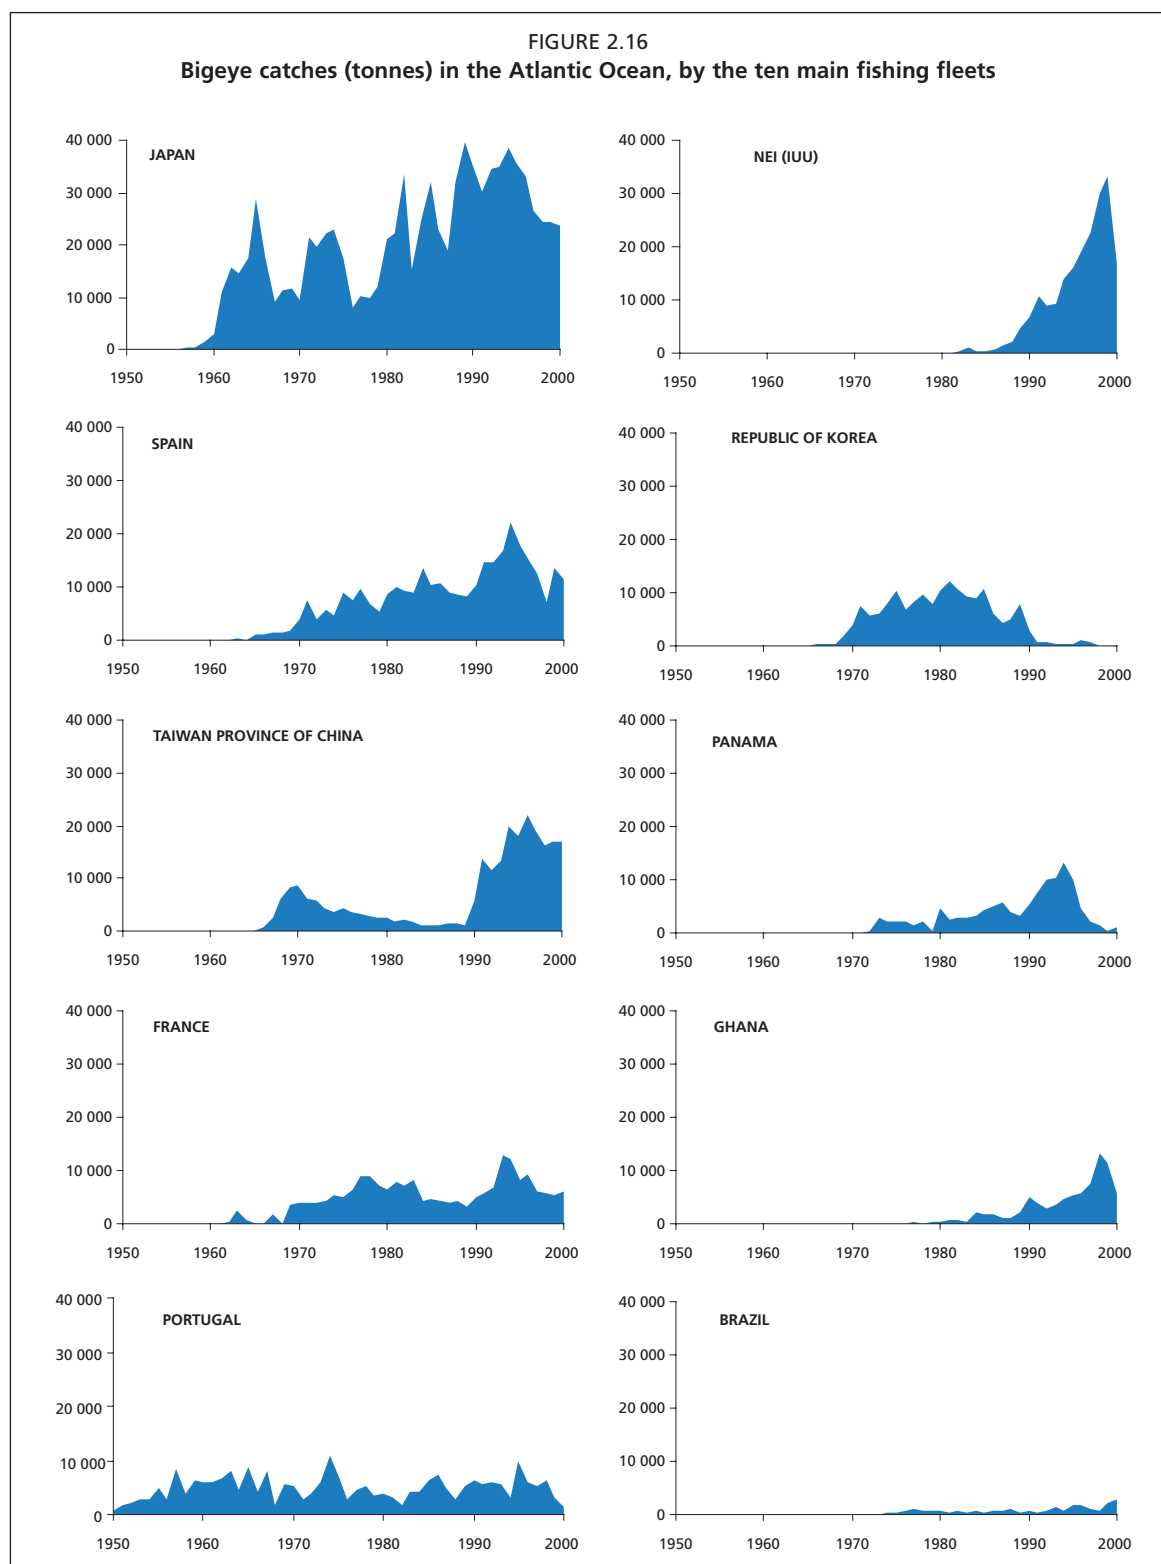 FIGURE 2.16
Bigeye catches (tonnes) in the Atlantic Ocean, by the ten main fishing fleets
JAPAN
40 000
30 000
20 000
10 000
0
1950 1960 1970 1980 1990 2000
NEI (IUU)
40 000
30 000
20 000
10 000
0
1950 1960 1970 1980 1990 2000
SPAIN
40 000
30 000
20 000
10 000
0
1950 1960 1970 1980 1990 2000
REPUBLIC OF KOREA
40 000
30 000
20 000
10 000
0
1950 1960 1970 1980 1990 2000
TAIWAN PROVINCE OF CHINA
40 000
30 000
20 000
10 000
0
1950 1960 1970 1980 1990 2000
PANAMA
40 000
30 000
20 000
10 000
0
1950 1960 1970 1980 1990 2000
FRANCE
40 000
30 000
20 000
10 000
0
1950 1960 1970 1980 1990 2000
GHANA
40 000
30 000
20 000
10 000
0
1950 1960 1970 1980 1990 2000
PORTUGAL
40 000
30 000
20 000
10 000
0
1950 1960 1970 1980 1990 2000
BRAZIL
40 000
30 000
20 000
10 000
0
1950 1960 1970 1980 1990 2000